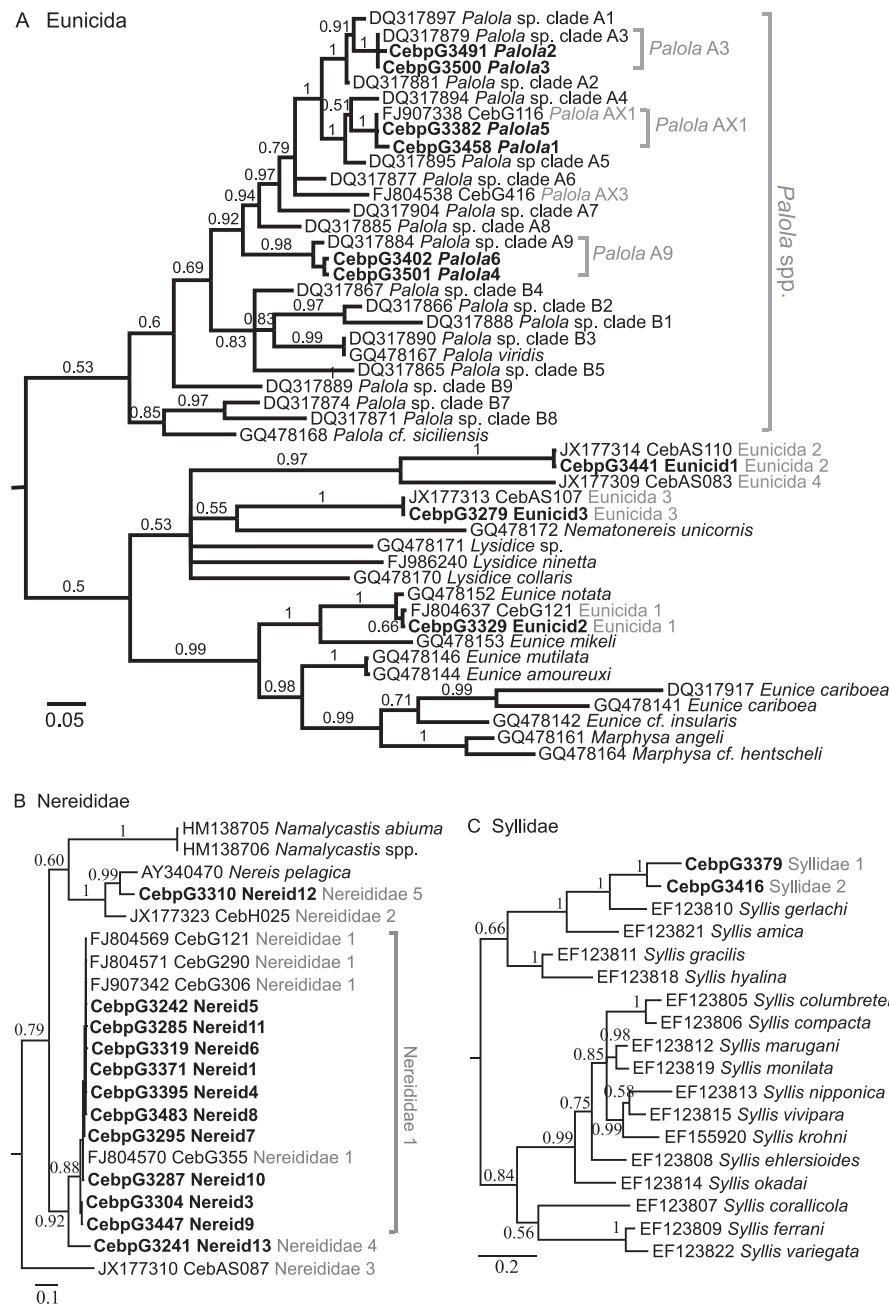 A Eunicida
DQ317897 Palola sp. clade A1
0.91
DQ317879 Palola sp. clade A3
1
CebpG3491 Palola2
Palola A3
1
CebpG3500 Palola3
DQ317881 Palola sp. clade A2
DQ317894 Palola sp. clade A4
0.51
FJ907338 CebG116 Palola AX1
1
CebpG3382 Palola5
Palola AX1
1
CebpG3458 Palola1
0.79
DQ317895 Palola sp clade A5
0.97
DQ317877 Palola sp. clade A6
0.94
FJ804538 CebG416 Palola AX3
DQ317904 Palola sp. clade A7
0.92
DQ317885 Palola sp. clade A8
0.98
DQ317884 Palola sp. clade A9
CebpG3402 Palola6
Palola A9
CebpG3501 Palola4
Palola spp.
0.69
DQ317867 Palola sp. clade B4
0.97
DQ317866 Palola sp. clade B2
0.83
DQ317888 Palola sp. clade B1
0.6
0.83
0.99
DQ317890 Palola sp. clade B3
GQ478167 Palola viridis
1
DQ317865 Palola sp. clade B5
0.53
DQ317889 Palola sp. clade B9
0.97
DQ317874 Palola sp. clade B7
0.85
DQ317871 Palola sp. clade B8
GQ478168 Palola cf. siciliensis
1
JX177314 CebAS110 Eunicida 2
0.97
CebpG3441 Eunicid1 Eunicida 2
JX177309 CebAS083 Eunicida 4
1
JX177313 CebAS107 Eunicida 3
0.55
CebpG3279 Eunicid3 Eunicida 3
0.53
GQ478172 Nematonereis unicornis
GQ478171 Lysidice sp.
FJ986240 Lysidice ninetta
GQ478170 Lysidice collaris
0.5
1
GQ478152 Eunice notata
FJ804637 CebG121 Eunicida 1
1
0.66
CebpG3329 Eunicid2 Eunicida 1
GQ478153 Eunice mikeli
0.99
1
GQ478146 Eunice mutilata
GQ478144 Eunice amoureuxi
0.98
0.99
DQ317917 Eunice cariboea
0.71
GQ478141 Eunice cariboea
0.99
GQ478142 Eunice cf. insularis
1
GQ478161 Marphysa angeli
GQ478164 Marphysa cf. hentscheli
0.05
B Nereididae
1
HM138705 Namalycastis abiuma
HM138706 Namalycastis spp.
0.60
0.99
AY340470 Nereis pelagica
1
CebpG3310 Nereid12 Nereididae 5
JX177323 CebH025 Nereididae 2
FJ804569 CebG121 Nereididae 1
FJ804571 CebG290 Nereididae 1
FJ907342 CebG306 Nereididae 1
CebpG3242 Nereid5
CebpG3285 Nereid11
0.79
CebpG3319 Nereid6
CebpG3371 Nereid1
CebpG3395 Nereid4
CebpG3483 Nereid8
CebpG3295 Nereid7
FJ804570 CebG355 Nereididae 1
0.88
CebpG3287 Nereid10
CebpG3304 Nereid3
0.92
CebpG3447 Nereid9
Nereididae 1
CebpG3241 Nereid13 Nereididae 4
JX177310 CebAS087 Nereididae 3
0.1
C Syllidae
1
CebpG3379 Syllidae 1
1
CebpG3416 Syllidae 2
1
EF123810 Syllis gerlachi
0.66
EF123821 Syllis amica
1
EF123811 Syllis gracilis
EF123818 Syllis hyalina
1
EF123805 Syllis columbrete
EF123806 Syllis compacta
0.98
EF123812 Syllis marugani
0.85
EF123819 Syllis monilata
0.58
EF123813 Syllis nipponica
0.75
EF123815 Syllis vivipara
0.99
0.99
EF155920 Syllis krohni
EF123808 Syllis ehlersioides
0.84
EF123814 Syllis okadai
EF123807 Syllis corallicola
0.56
1
EF123809 Syllis ferrani
EF123822 Syllis variegata
0.2